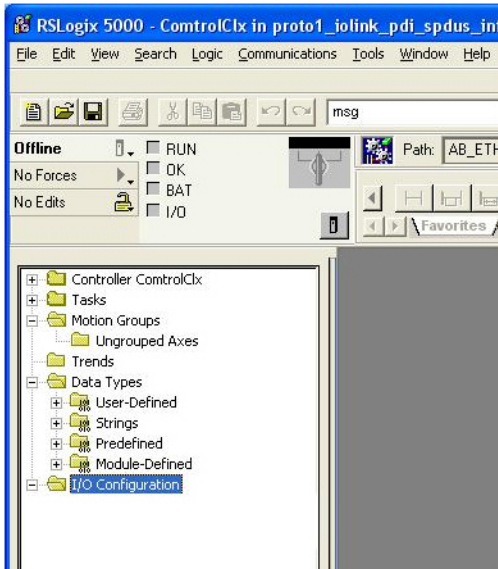 RSLogix 5000 - ComtrolClx in proto1_iolink_pdi_spdus_in
File Edit View Search Logic Communications Tools Window Help
msg
Offline
RUN
Path: AB_ETH
No Forces
OK
BAT
No Edits
I/O
Favorites
Controller ComtrolClx
Tasks
Motion Groups
Ungrouped Axes
Trends
Data Types
User-Defined
Strings
Predefined
Module-Defined
I/O Configuration